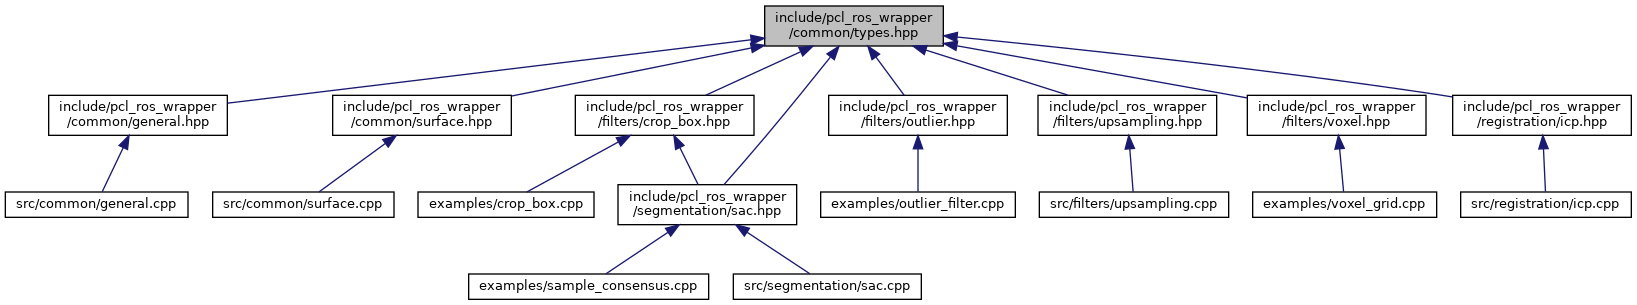 include/pcl_ros_wrapper
/common/types.hpp
include/pcl_ros_wrapper
/common/general.hpp
include/pcl_ros_wrapper
/common/surface.hpp
include/pcl_ros_wrapper
/filters/crop_box.hpp
include/pcl_ros_wrapper
/filters/outlier.hpp
include/pcl_ros_wrapper
/filters/upsampling.hpp
include/pcl_ros_wrapper
/filters/voxel.hpp
include/pcl_ros_wrapper
/registration/icp.hpp
src/common/general.cpp
src/common/surface.cpp
examples/crop_box.cpp
include/pcl_ros_wrapper
/segmentation/sac.hpp
examples/outlier_filter.cpp
src/filters/upsampling.cpp
examples/voxel_grid.cpp
src/registration/icp.cpp
examples/sample_consensus.cpp
src/segmentation/sac.cpp